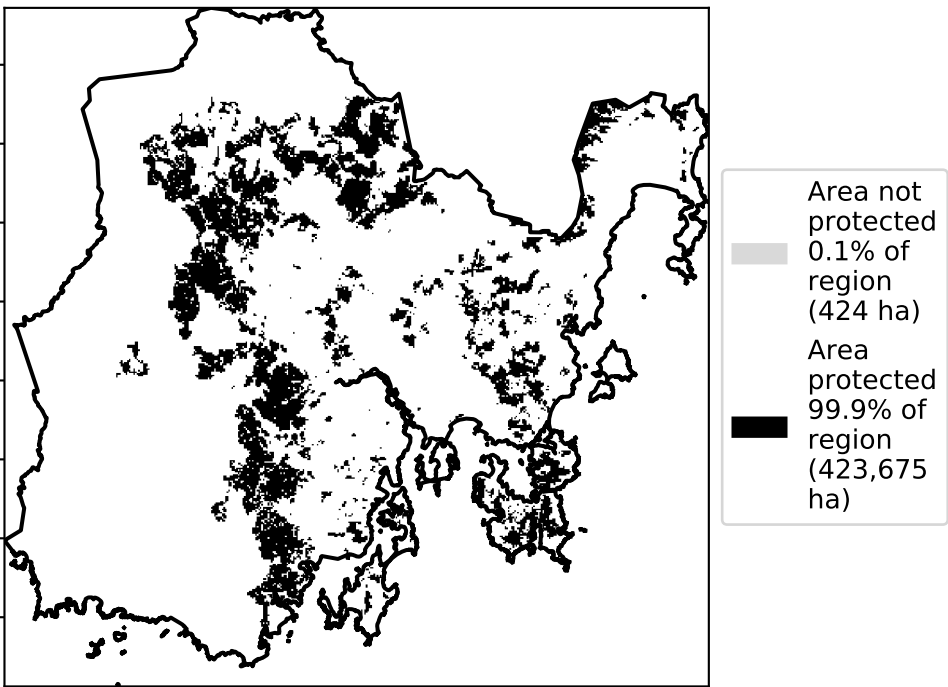 Area not
protected
0.1% of
region
(424 ha)
Area
protected
99.9% of
region
(423,675
ha)